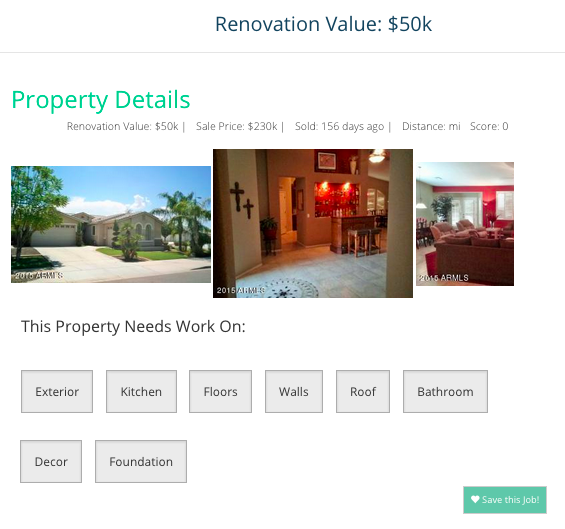 Renovation Value: $50k
Property Details
Renovation Value: $50k | Sale Price: $230k | Sold: 156 days ago | Distance: mi Score: 0
2015 ARMLS
2015 ARMLS
2015 ARMLS
This Property Needs Work On:
Exterior Kitchen Floors Walls Roof Bathroom
Decor Foundation
Save this Job!